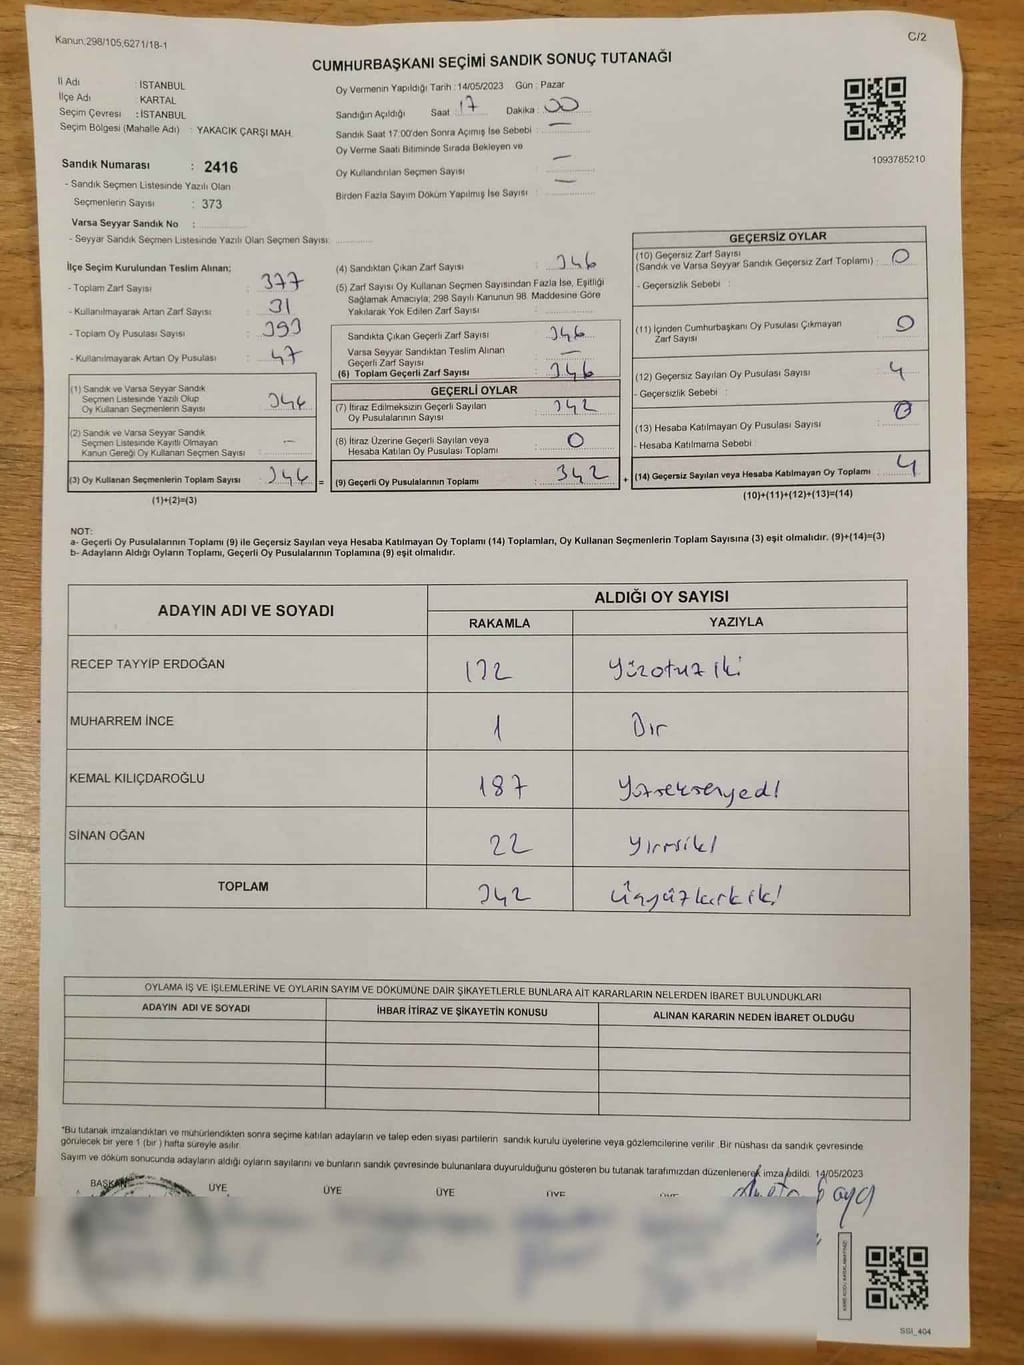 Kanun;298/105,6271/18-1
C/2
CUMHURBAŞKANI SEÇİMİ SANDIK SONUÇ TUTANAĞI
İl Adı : İSTANBUL
İlçe Adı : KARTAL
Seçim Çevresi : İSTANBUL
Seçim Bölgesi (Mahalle Adı) : YAKACIK ÇARŞI MAH.
Oy Vermenin Yapıldığı Tarih : 14/05/2023 Gün : Pazar
Sandığın Açıldığı Saat : 17 Dakika : 00
Sandık Saat 17:00'den Sonra Açımış İse Sebebi : —
Oy Verme Saati Bitiminde Sırada Bekleyen ve
Oy Kullandırılan Seçmen Sayısı : —
Birden Fazla Sayım Döküm Yapılmış İse Sayısı : —
1093785210
Sandık Numarası : 2416
- Sandık Seçmen Listesinde Yazılı Olan
Seçmenlerin Sayısı : 373
Varsa Seyyar Sandık No :
- Seyyar Sandık Seçmen Listesinde Yazılı Olan Seçmen Sayısı:
İlçe Seçim Kurulundan Teslim Alınan;
- Toplam Zarf Sayısı : 377
- Kullanılmayarak Artan Zarf Sayısı : 31
- Toplam Oy Pusulası Sayısı : 393
- Kullanılmayarak Artan Oy Pusulası : 47
(1) Sandık ve Varsa Seyyar Sandık
Seçmen Listesinde Yazılı Olup
Oy Kullanan Seçmenlerin Sayısı : 346
(2) Sandık ve Varsa Seyyar Sandık
Seçmen Listesinde Kayıtlı Olmayan
Kanun Gereği Oy Kullanan Seçmen Sayısı : —
(3) Oy Kullanan Seçmenlerin Toplam Sayısı : 346 =
(1)+(2)=(3)
(4) Sandıktan Çıkan Zarf Sayısı : 346
(5) Zarf Sayısı Oy Kullanan Seçmen Sayısından Fazla İse, Eşitliği
Sağlamak Amacıyla; 298 Sayılı Kanunun 98. Maddesine Göre
Yakılarak Yok Edilen Zarf Sayısı :
Sandıkta Çıkan Geçerli Zarf Sayısı : 346
Varsa Seyyar Sandıktan Teslim Alınan
Geçerli Zarf Sayısı : —
(6) Toplam Geçerli Zarf Sayısı : 346
GEÇERLİ OYLAR
(7) İtiraz Edilmeksizin Geçerli Sayılan
Oy Pusulalarının Sayısı : 342
(8) İtiraz Üzerine Geçerli Sayılan veya
Hesaba Katılan Oy Pusulası Toplamı : 0
(9) Geçerli Oy Pusulalarının Toplamı : 342 +
GEÇERSİZ OYLAR
(10) Geçersiz Zarf Sayısı
(Sandık ve Varsa Seyyar Sandık Geçersiz Zarf Toplamı) : 0
- Geçersizlik Sebebi :
(11) İçinden Cumhurbaşkanı Oy Pusulası Çıkmayan
Zarf Sayısı : 0
(12) Geçersiz Sayılan Oy Pusulası Sayısı : 4
- Geçersizlik Sebebi :
(13) Hesaba Katılmayan Oy Pusulası Sayısı : 0
- Hesaba Katılmama Sebebi :
(14) Geçersiz Sayılan veya Hesaba Katılmayan Oy Toplamı : 4
(10)+(11)+(12)+(13)=(14)
NOT:
a- Geçerli Oy Pusulalarının Toplamı (9) ile Geçersiz Sayılan veya Hesaba Katılmayan Oy Toplamı (14) Toplamları, Oy Kullanan Seçmenlerin Toplam Sayısına (3) eşit olmalıdır. (9)+(14)=(3)
b- Adayların Aldığı Oyların Toplamı, Geçerli Oy Pusulalarının Toplamına (9) eşit olmalıdır.
ADAYIN ADI VE SOYADI
ALDIĞI OY SAYISI
RAKAMLA YAZIYLA
RECEP TAYYİP ERDOĞAN 132 Yüzotuziki
MUHARREM İNCE 1 Bir
KEMAL KILIÇDAROĞLU 187 Yüzseksenyedi
SİNAN OĞAN 22 yirmiiki
TOPLAM 342 üçyüzkırkiki
OYLAMA İŞ VE İŞLEMLERİNE VE OYLARIN SAYIM VE DÖKÜMÜNE DAİR ŞİKAYETLERLE BUNLARA AİT KARARLARIN NELERDEN İBARET BULUNDUKLARI
ADAYIN ADI VE SOYADI İHBAR İTİRAZ VE ŞİKAYETİN KONUSU ALINAN KARARIN NEDEN İBARET OLDUĞU
*Bu tutanak imzalandıktan ve mühürlendikten sonra seçime katılan adayların ve talep eden siyasi partilerin sandık kurulu üyelerine veya gözlemcilerine verilir. Bir nüshası da sandık çevresinde
görülecek bir yere 1 (bir) hafta süreyle asılır.
Sayım ve döküm sonucunda adayların aldığı oyların sayılarını ve bunların sandık çevresinde bulunanlara duyurulduğunu gösteren bu tutanak tarafımızdan düzenlenerek imza edildi. 14/05/2023
BAŞKAN ÜYE ÜYE ÜYE ÜYE ÜYE
SSI_404